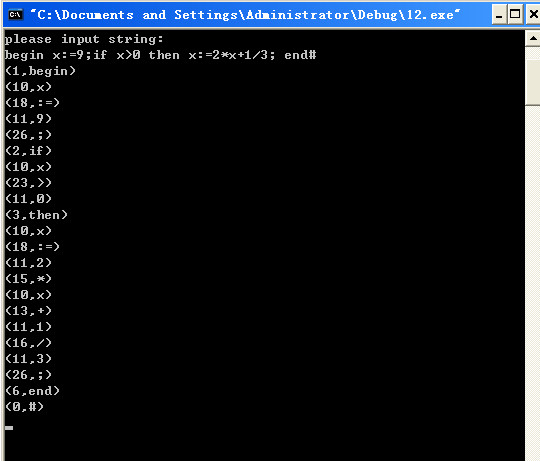 "C:\Documents and Settings\Administrator\Debug\12.exe"
please input string:
begin x:=9;if x>0 then x:=2*x+1/3; end#
(1,begin)
(10,x)
(18,:=)
(11,9)
(26,;)
(2,if)
(10,x)
(23,>)
(11,0)
(3,then)
(10,x)
(18,:=)
(11,2)
(15,*)
(10,x)
(13,+)
(11,1)
(16,/)
(11,3)
(26,;)
(6,end)
(0,#)